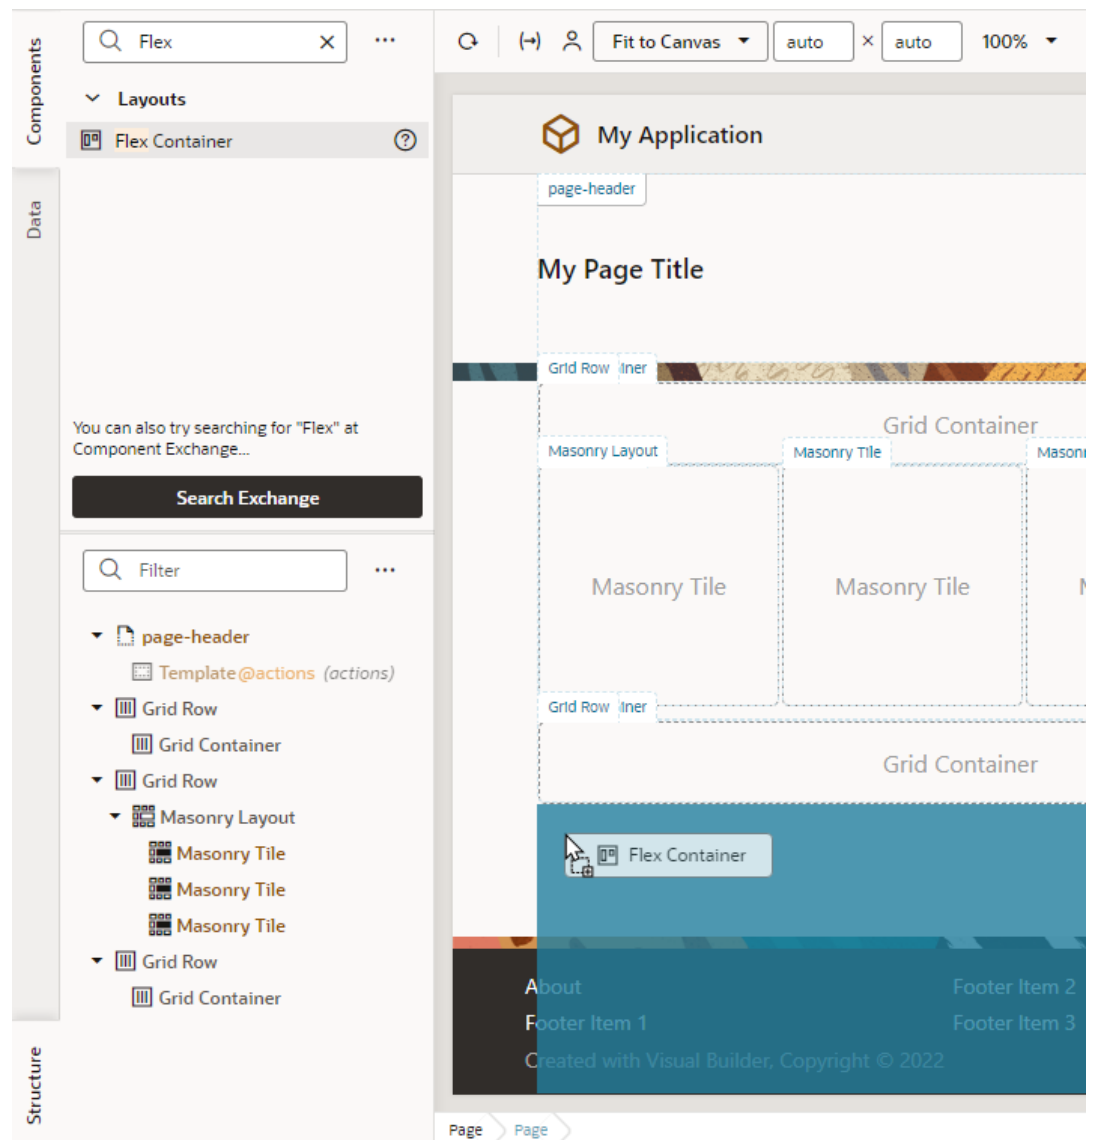 Components
Data
Structure
Flex
Layouts
Flex Container
You can also try searching for "Flex" at
Component Exchange...
Search Exchange
Filter
page-header
Template@actions (actions)
Grid Row
Grid Container
Grid Row
Masonry Layout
Masonry Tile
Masonry Tile
Masonry Tile
Grid Row
Grid Container
Fit to Canvas
auto
×
auto
100%
My Application
page-header
My Page Title
Grid Row
Grid Container
Masonry Layout
Masonry Tile
Masonry Tile
Masonry Tile
Grid Row
Grid Container
Flex Container
About
Footer Item 2
Footer Item 1
Footer Item 3
Created with Visual Builder, Copyright © 2022
Page
Page